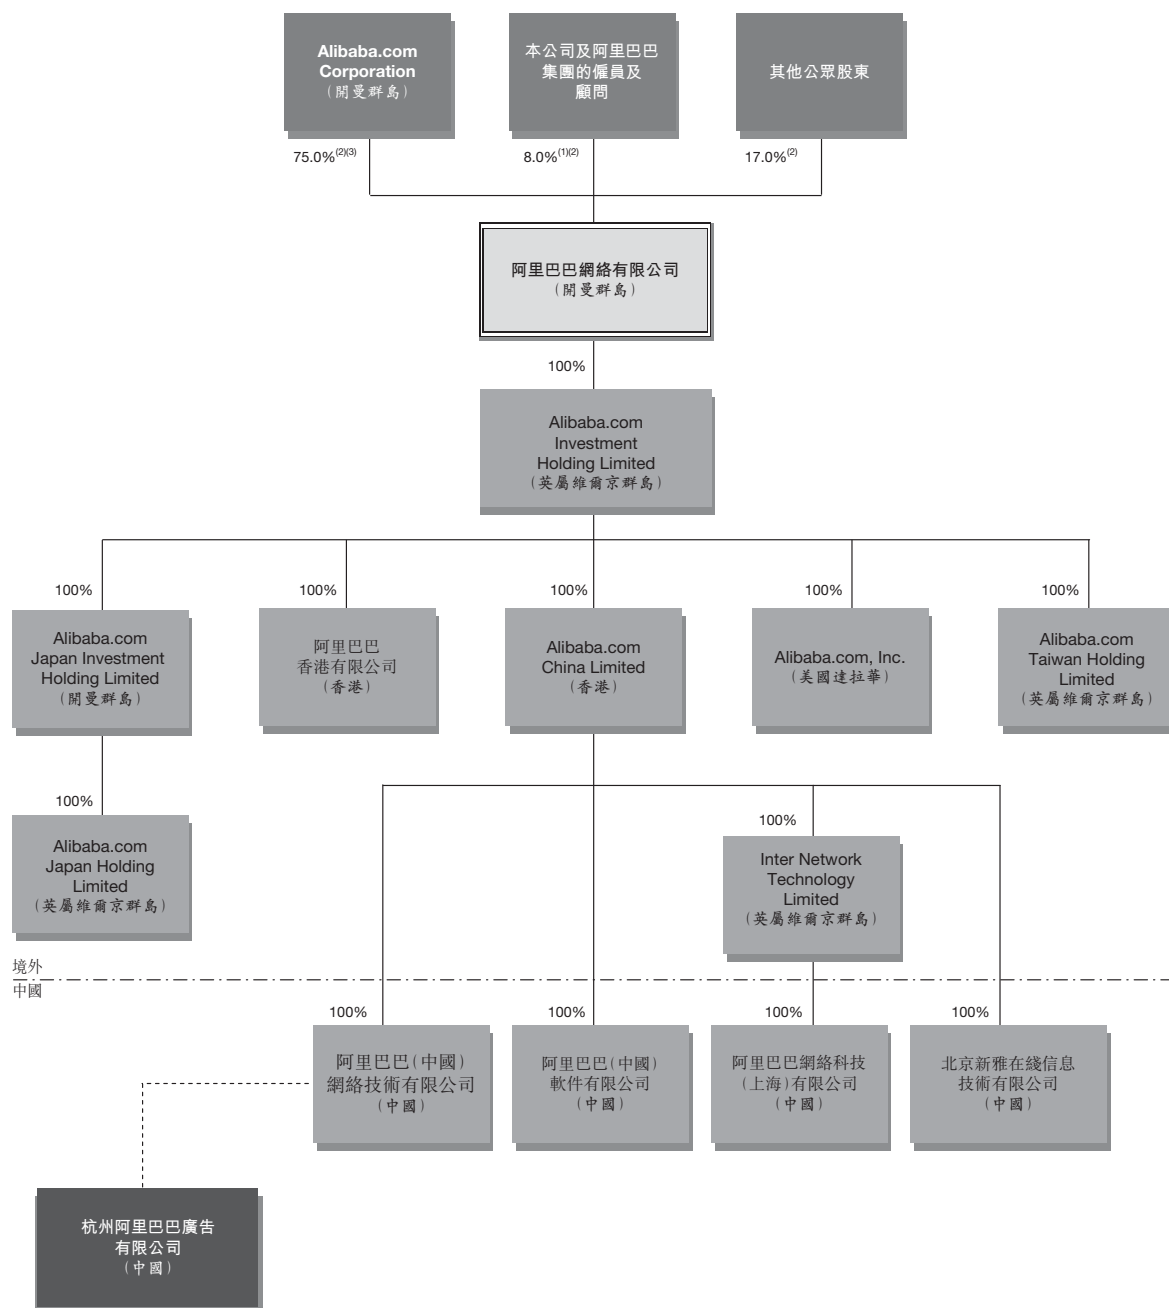 Alibaba.com
Corporation
（開曼群島）
本公司及阿里巴巴
集團的僱員及
顧問
其他公眾股東
75.0%(2)(3)
8.0%(1)(2)
17.0%(2)
阿里巴巴網絡有限公司
（開曼群島）
100%
Alibaba.com
Investment
Holding Limited
（英屬維爾京群島）
100%
100%
100%
100%
100%
Alibaba.com
Japan Investment
Holding Limited
（開曼群島）
阿里巴巴
香港有限公司
（香港）
Alibaba.com
China Limited
（香港）
Alibaba.com, Inc.
（美國達拉華）
Alibaba.com
Taiwan Holding
Limited
（英屬維爾京群島）
100%
Alibaba.com
Japan Holding
Limited
（英屬維爾京群島）
100%
Inter Network
Technology
Limited
（英屬維爾京群島）
境外
中國
100%
100%
100%
100%
阿里巴巴（中國）
網絡技術有限公司
（中國）
阿里巴巴（中國）
軟件有限公司
（中國）
阿里巴巴網絡科技
（上海）有限公司
（中國）
北京新雅在綫信息
技術有限公司
（中國）
杭州阿里巴巴廣告
有限公司
（中國）